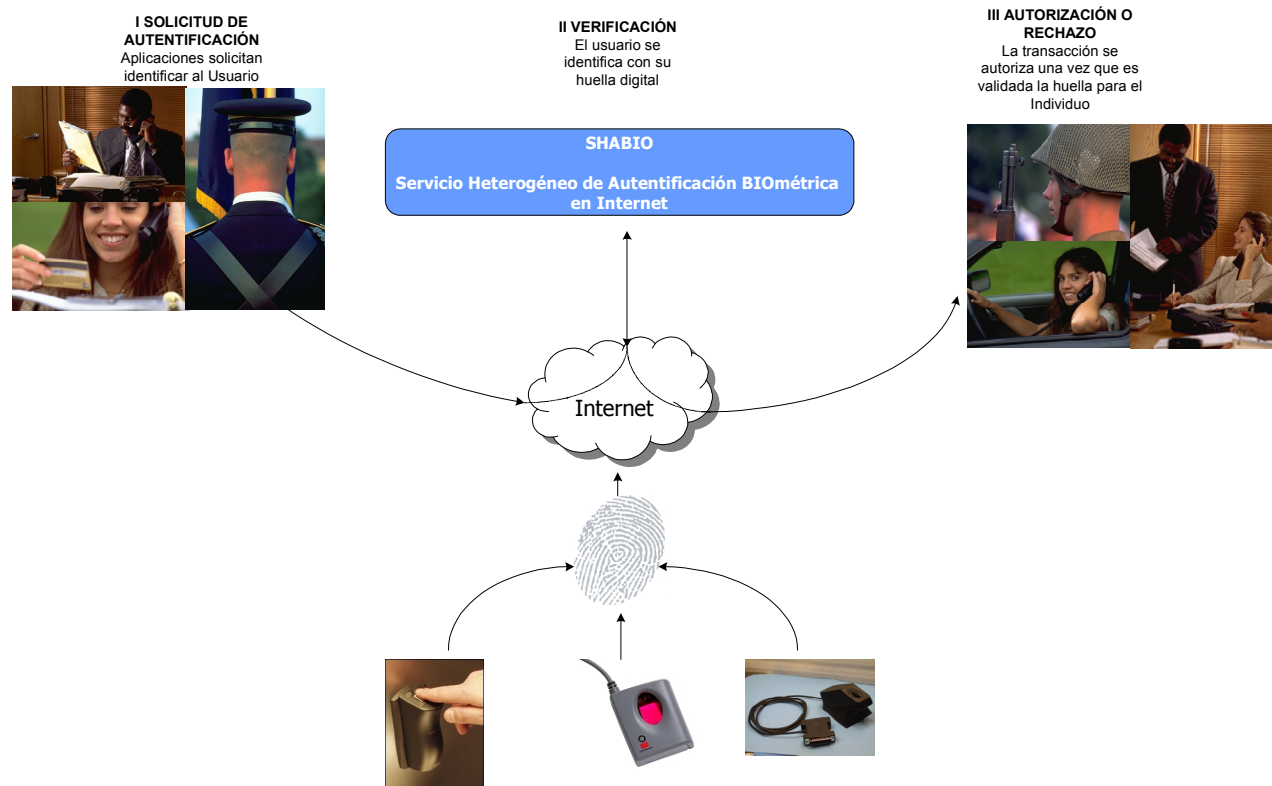 I SOLICITUD DE
AUTENTIFICACIÓN
Aplicaciones solicitan
identificar al Usuario
II VERIFICACIÓN
El usuario se
identifica con su
huella digital
III AUTORIZACIÓN O
RECHAZO
La transacción se
autoriza una vez que es
validada la huella para el
Individuo
SHABIO
Servicio Heterogéneo de Autentificación BIOmétrica
en Internet
Internet